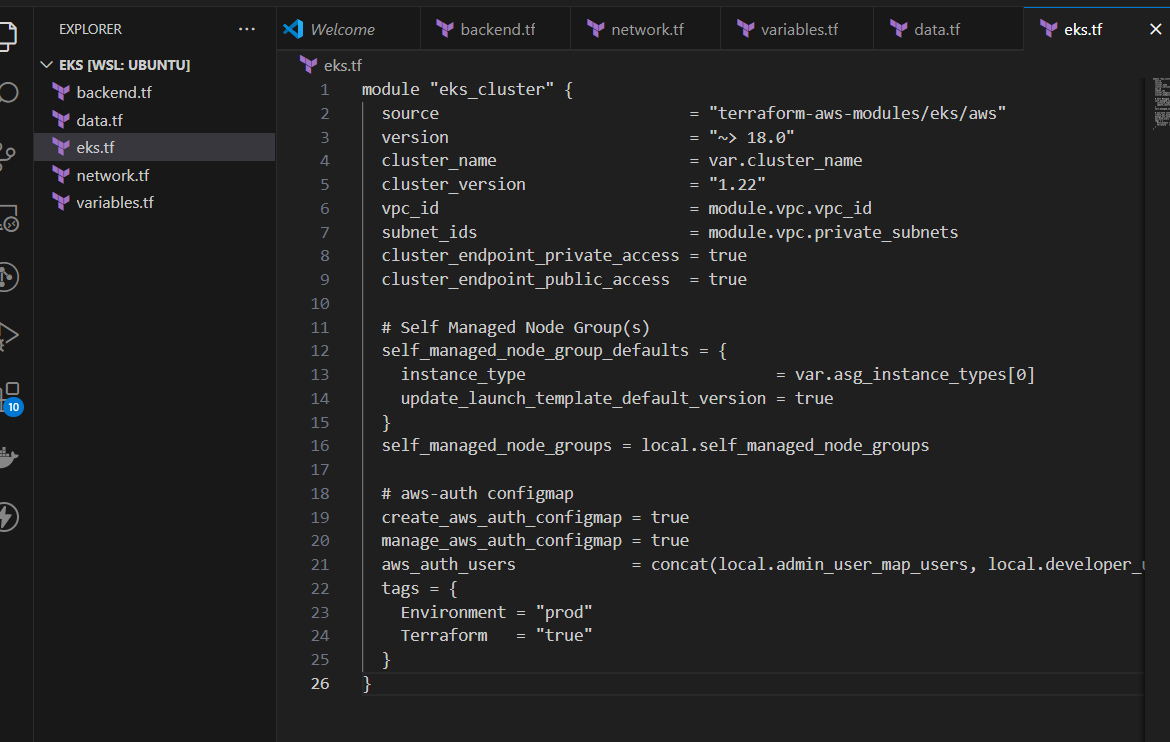 EXPLORER
EKS [WSL: UBUNTU]
backend.tf
data.tf
eks.tf
network.tf
variables.tf
10
Welcome
backend.tf
network.tf
variables.tf
data.tf
eks.tf
eks.tf
1 module "eks_cluster" {
2 source = "terraform-aws-modules/eks/aws"
3 version = "~> 18.0"
4 cluster_name = var.cluster_name
5 cluster_version = "1.22"
6 vpc_id = module.vpc.vpc_id
7 subnet_ids = module.vpc.private_subnets
8 cluster_endpoint_private_access = true
9 cluster_endpoint_public_access = true
10
11 # Self Managed Node Group(s)
12 self_managed_node_group_defaults = {
13 instance_type = var.asg_instance_types[0]
14 update_launch_template_default_version = true
15 }
16 self_managed_node_groups = local.self_managed_node_groups
17
18 # aws-auth configmap
19 create_aws_auth_configmap = true
20 manage_aws_auth_configmap = true
21 aws_auth_users = concat(local.admin_user_map_users, local.developer_
22 tags = {
23 Environment = "prod"
24 Terraform = "true"
25 }
26 }